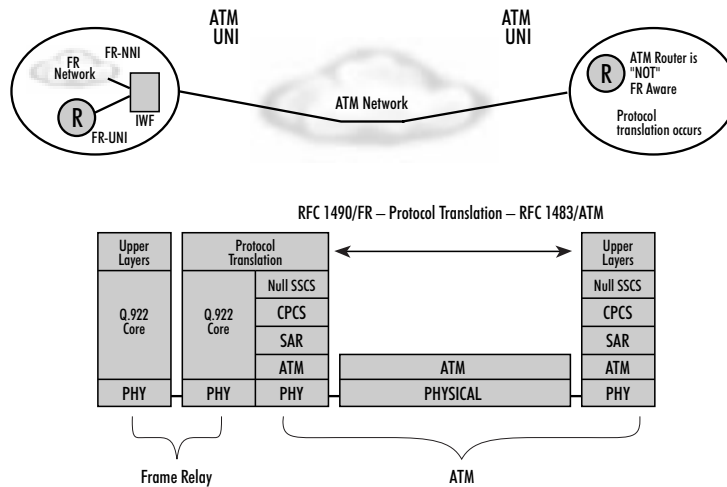 ATM
UNI
ATM
UNI
FR-NNI
FR
Network
R
IWF
FR-UNI
ATM Network
R
ATM Router is
"NOT"
FR Aware
Protocol
translation occurs
RFC 1490/FR – Protocol Translation – RFC 1483/ATM
Upper
Layers
Q.922
Core
PHY
Protocol
Translation
Q.922
Core
PHY
Null SSCS
CPCS
SAR
ATM
PHY
ATM
PHYSICAL
Upper
Layers
Null SSCS
CPCS
SAR
ATM
PHY
Frame Relay
ATM